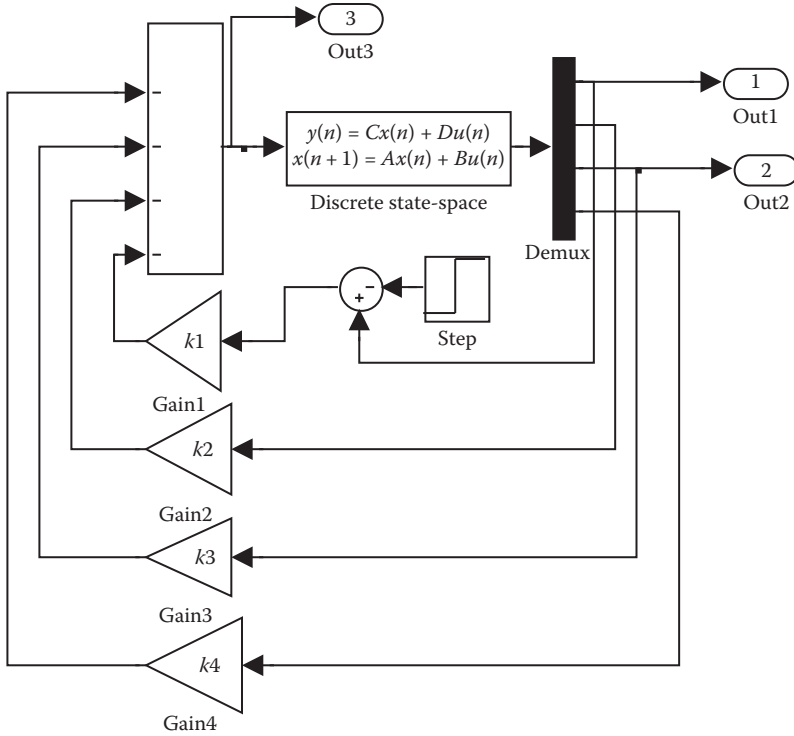 3
Out3
-
-
-
-
y(n) = Cx(n) + Du(n)
x(n + 1) = Ax(n) + Bu(n)
Discrete state-space
1
Out1
2
Out2
Demux
-
+
Step
k1
Gain1
k2
Gain2
k3
Gain3
k4
Gain4